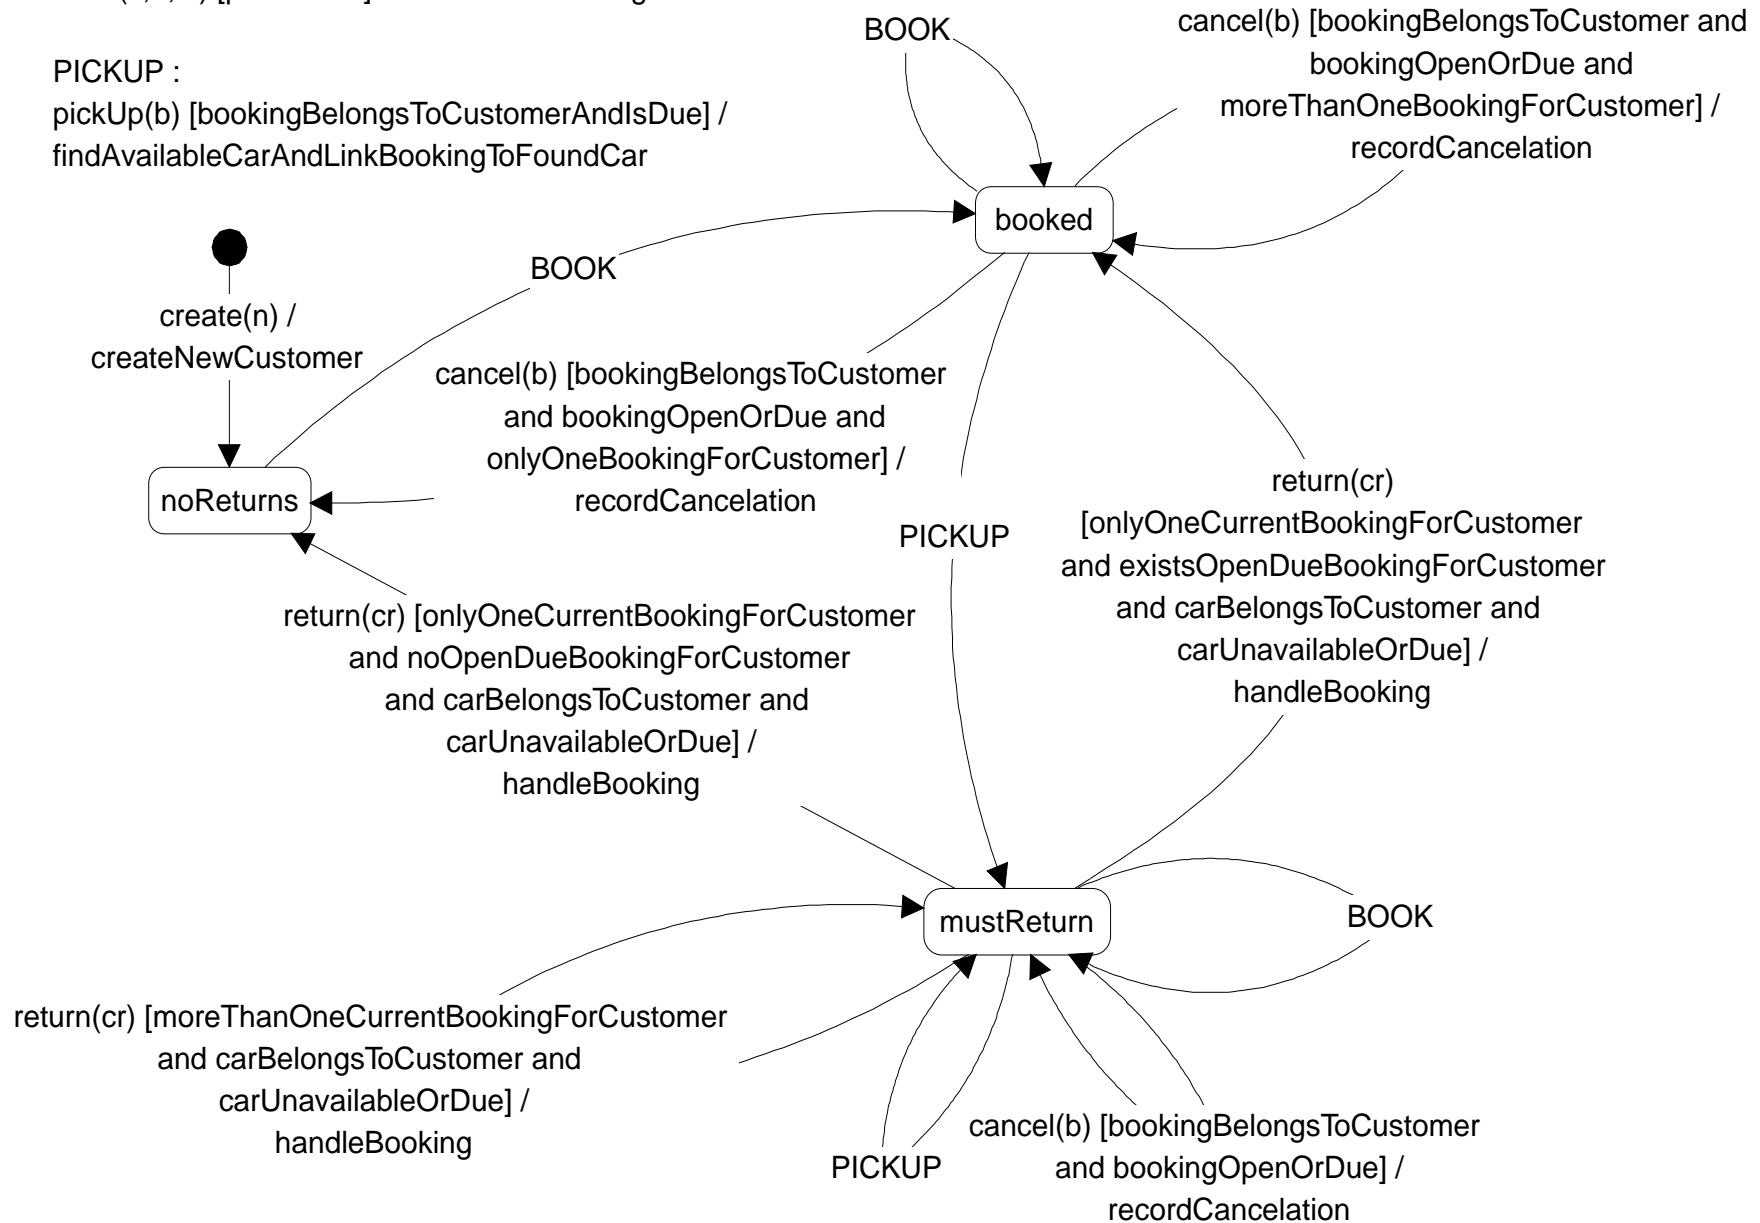 BOOK
cancel(b) [bookingBelongsToCustomer and
bookingOpenOrDue and
moreThanOneBookingForCustomer] /
recordCancelation
PICKUP :
pickUp(b) [bookingBelongsToCustomerAndIsDue] /
findAvailableCarAndLinkBookingToFoundCar
booked
BOOK
create(n) /
createNewCustomer
cancel(b) [bookingBelongsToCustomer
and bookingOpenOrDue and
onlyOneBookingForCustomer] /
recordCancelation
noReturns
return(cr)
[onlyOneCurrentBookingForCustomer
and existsOpenDueBookingForCustomer
and carBelongsToCustomer and
carUnavailableOrDue] /
handleBooking
PICKUP
return(cr) [onlyOneCurrentBookingForCustomer
and noOpenDueBookingForCustomer
and carBelongsToCustomer and
carUnavailableOrDue] /
handleBooking
mustReturn
BOOK
return(cr) [moreThanOneCurrentBookingForCustomer
and carBelongsToCustomer and
carUnavailableOrDue] /
handleBooking
PICKUP
cancel(b) [bookingBelongsToCustomer
and bookingOpenOrDue] /
recordCancelation